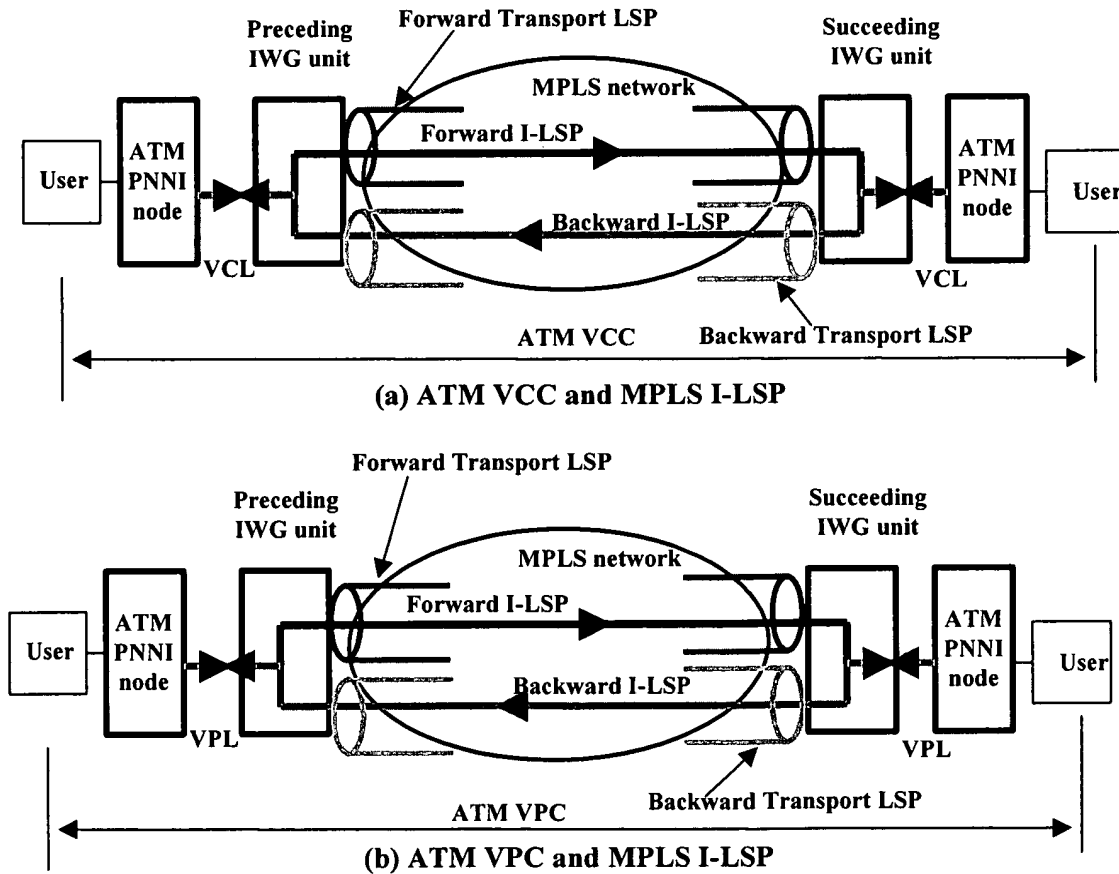 Forward Transport LSP
Preceding
IWG unit
Succeeding
IWG unit
MPLS network
Forward I-LSP
User
ATM
PNNI
node
ATM
PNNI
node
User
Backward I-LSP
VCL
VCL
Backward Transport LSP
ATM VCC
(a) ATM VCC and MPLS I-LSP
Forward Transport LSP
Preceding
IWG unit
Succeeding
IWG unit
MPLS network
Forward I-LSP
User
ATM
PNNI
node
ATM
PNNI
node
User
Backward I-LSP
VPL
VPL
Backward Transport LSP
ATM VPC
(b) ATM VPC and MPLS I-LSP